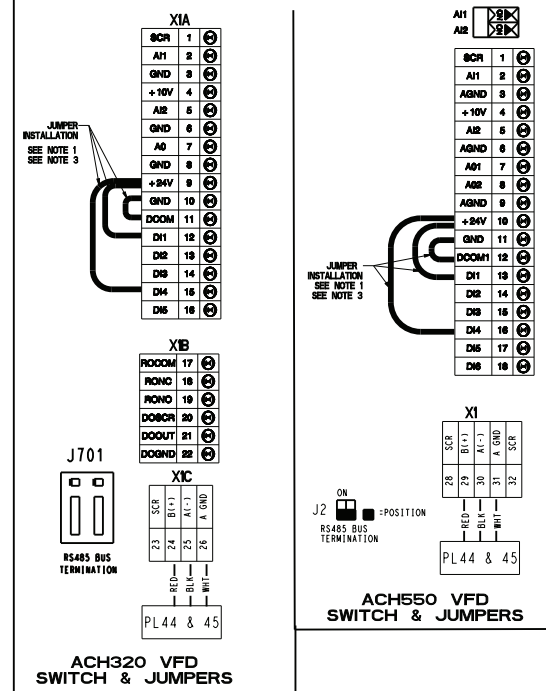 X1A
SCR 1
AI1 2
GND 3
+10V 4
AI2 5
GND 6
AO 7
GND 8
+24V 9
GND 10
DCOM 11
DI1 12
DI2 13
DI3 14
DI4 15
DI5 16
JUMPER
INSTALLATION
SEE NOTE 1
SEE NOTE 3
X1B
ROCOM 17
RONC 18
RONO 19
DOSCR 20
DOOUT 21
DOGND 22
J701
RS485 BUS
TERMINATION
X1C
SCR 23
B(+) 24
A(-) 25
A GND 26
RED
BLK
WHT
PL44 & 45
ACH320 VFD
SWITCH & JUMPERS
AI1 ON
AI2 ON
SCR 1
AI1 2
AGND 3
+10V 4
AI2 5
AGND 6
AO1 7
AO2 8
AGND 9
+24V 10
GND 11
DCOM1 12
DI1 13
DI2 14
DI3 15
DI4 16
DI5 17
DI6 18
JUMPER
INSTALLATION
SEE NOTE 1
SEE NOTE 3
X1
SCR 28
B(+) 29
A(-) 30
A GND 31
SCR 32
ON
J2
=POSITION
RS485 BUS
TERMINATION
RED
BLK
WHT
PL44 & 45
ACH550 VFD
SWITCH & JUMPERS